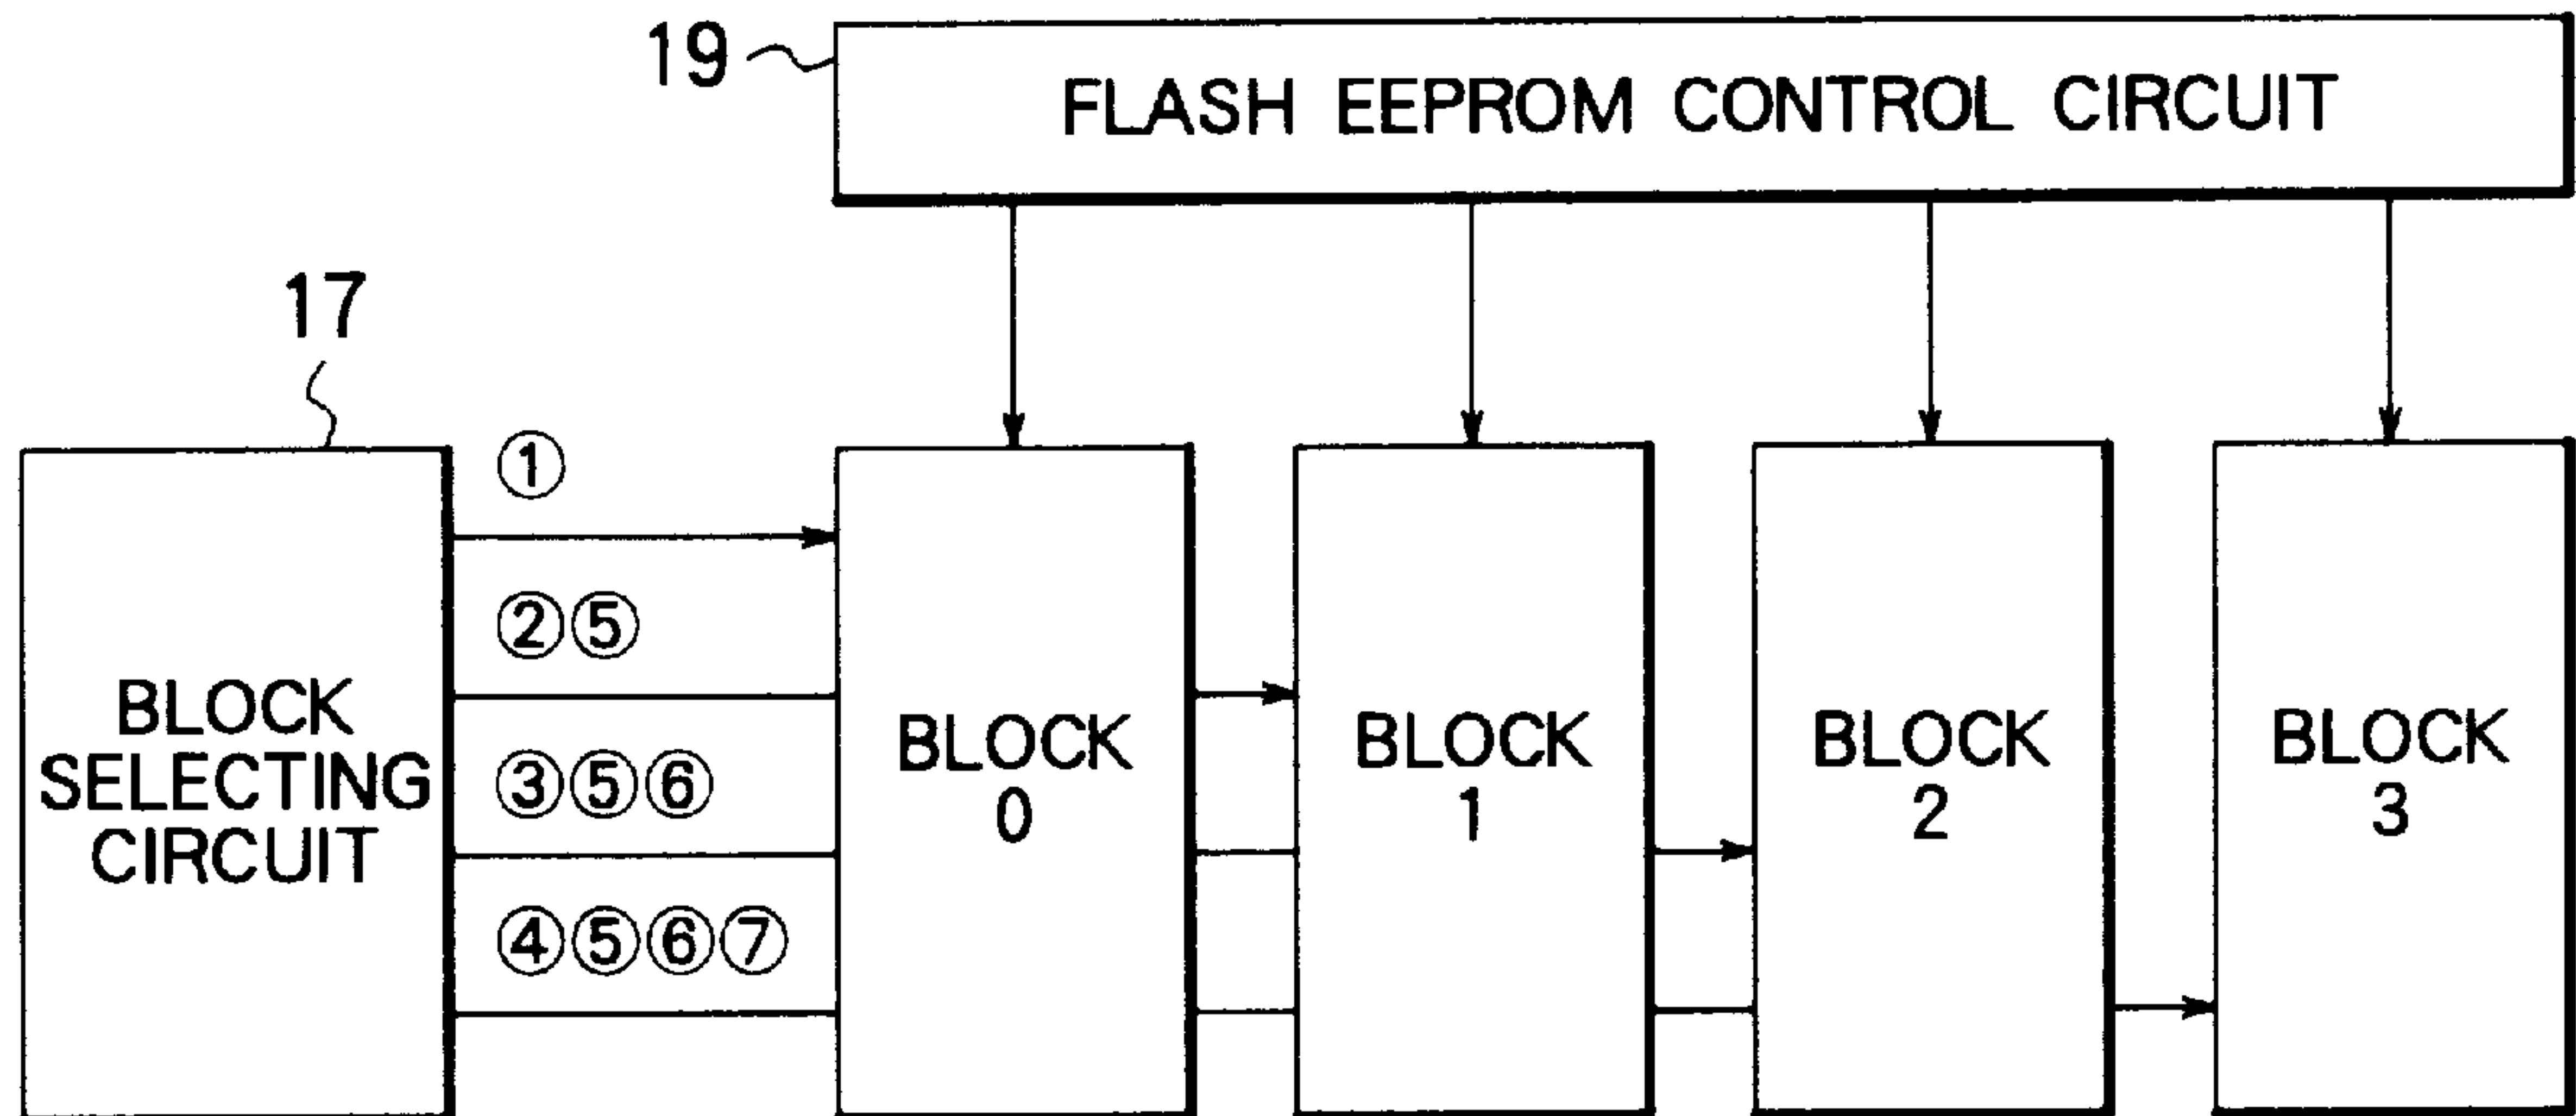 19
FLASH EEPROM CONTROL CIRCUIT
17
①
②⑤
③⑤⑥
④⑤⑥⑦
BLOCK
SELECTING
CIRCUIT
BLOCK
0
BLOCK
1
BLOCK
2
BLOCK
3